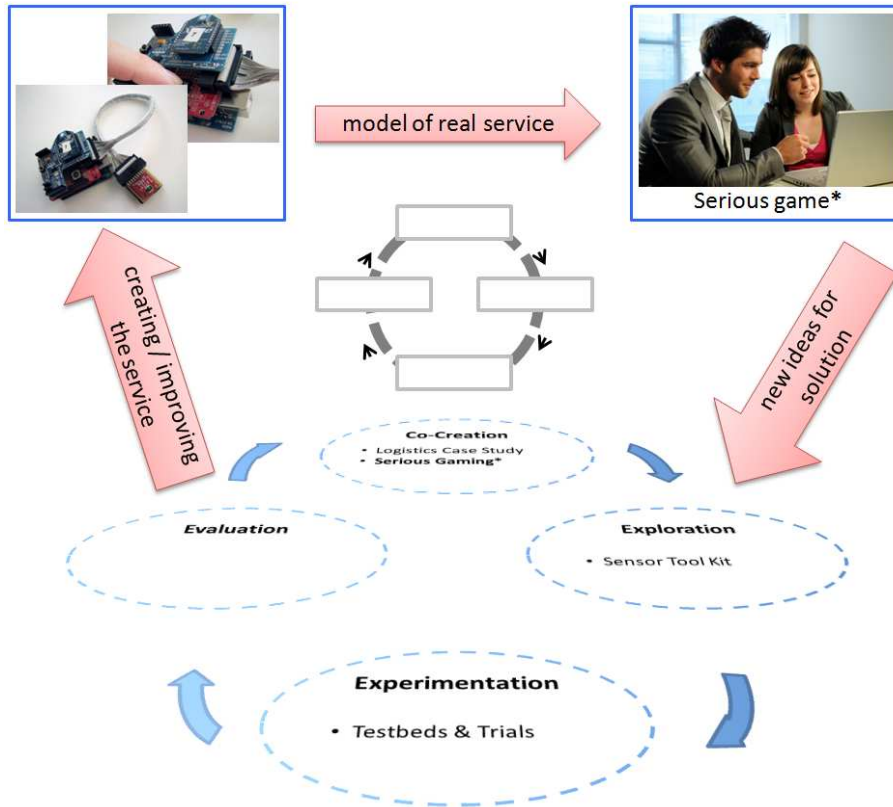 model of real service
Serious game*
creating / improving
the service
new ideas for
solution
Co-Creation
• Logistics Case Study
• Serious Gaming*
Evaluation
Exploration
• Sensor Tool Kit
Experimentation
• Testbeds & Trials